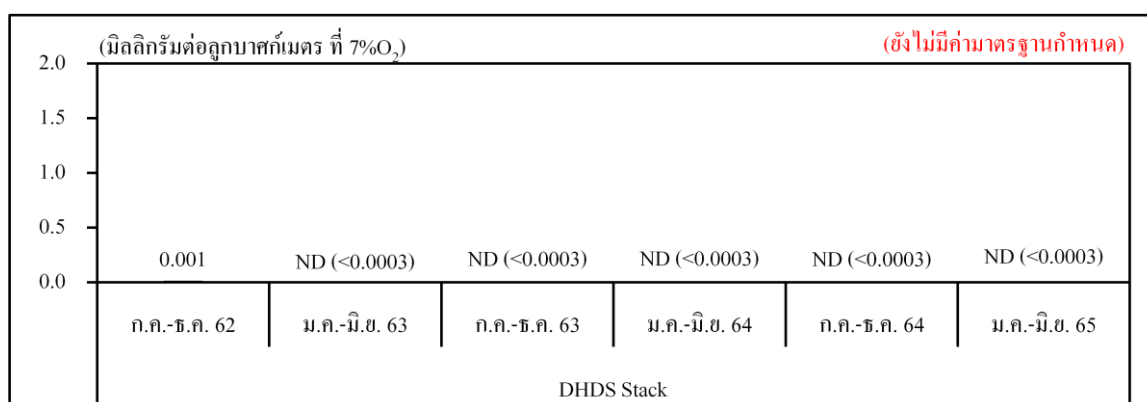 (มิลลิกรัมต่อลูกบาศก์เมตร ที่ 7%O₂) (ยังไม่มีค่ามาตรฐานกำหนด)
2.0
1.5
1.0
0.5
0.001 ND (<0.0003) ND (<0.0003) ND (<0.0003) ND (<0.0003) ND (<0.0003)
0.0
ก.ค.-ธ.ค. 62 ม.ค.-มิ.ย. 63 ก.ค.-ธ.ค. 63 ม.ค.-มิ.ย. 64 ก.ค.-ธ.ค. 64 ม.ค.-มิ.ย. 65
DHDS Stack